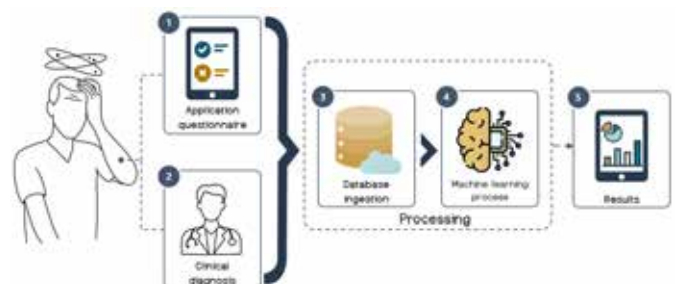 1
Application
questionnaire
2
Clinical
diagnosis
3
Database
ingestion
4
Machine learning
process
Processing
5
Results